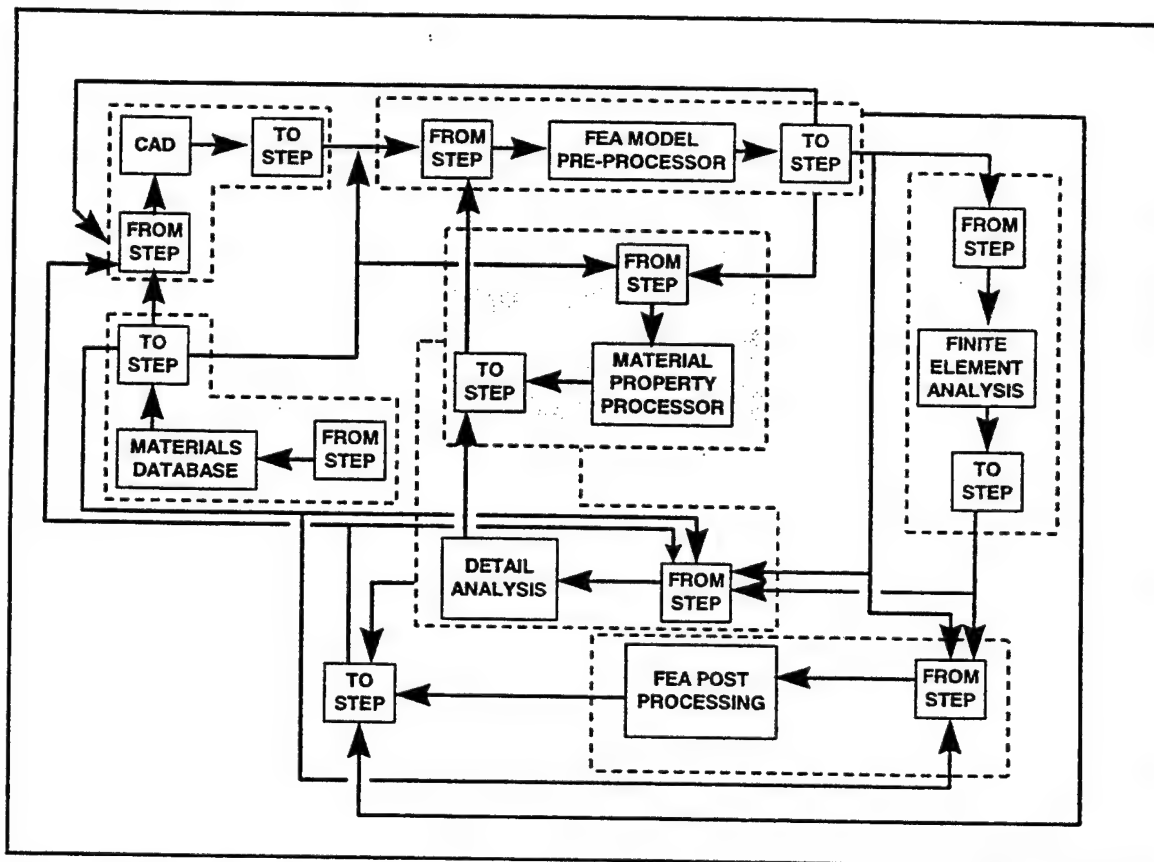 CAD
TO
STEP
FROM
STEP
FEA MODEL
PRE-PROCESSOR
TO
STEP
FROM
STEP
FROM
STEP
FROM
STEP
TO
STEP
TO
STEP
MATERIAL
PROPERTY
PROCESSOR
FINITE
ELEMENT
ANALYSIS
MATERIALS
DATABASE
FROM
STEP
TO
STEP
DETAIL
ANALYSIS
FROM
STEP
TO
STEP
FEA POST
PROCESSING
FROM
STEP